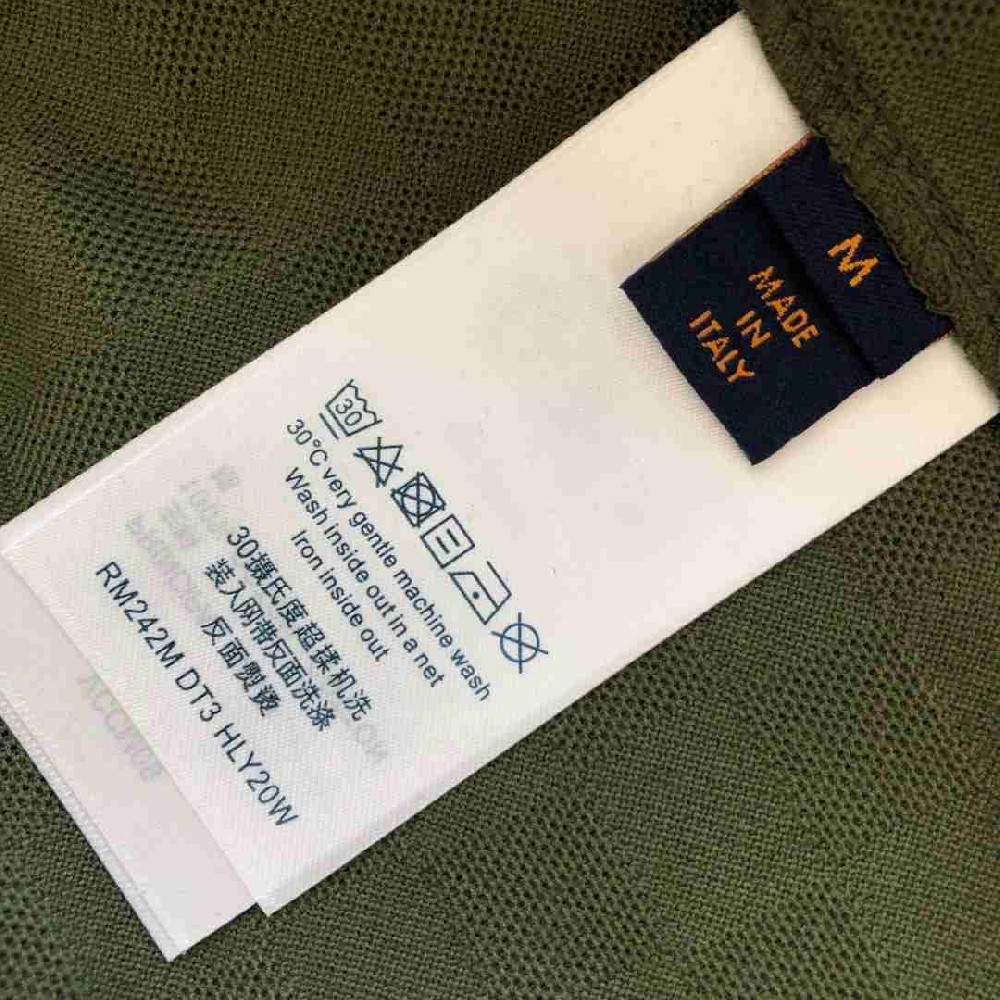 M
MADE
IN
ITALY
30
30°C very gentle machine wash
Wash inside out in a net
Iron inside out
30摄氏度超揉机洗
装入网带反面洗涤
反面熨烫
RM242M DT3 HLY20W